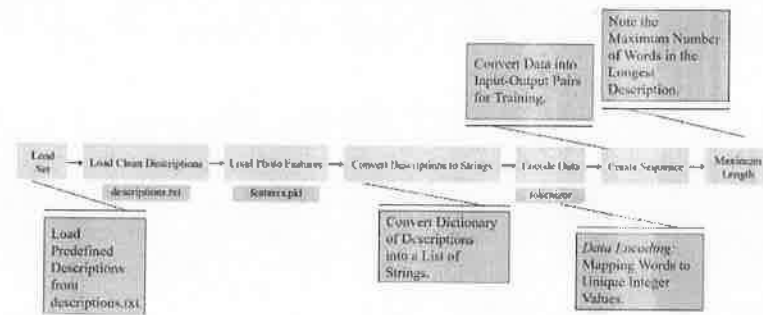 Note the
Maximum Number
of Words in the
Longest
Description.
Convert Data into
Input-Output Pairs
for Training.
Load
Set
Load Clean Descriptions
Load Photo Features
Convert Descriptions to Strings
Encode Data
Create Sequence
Maximum
Length
descriptions.txt
features.pkl
tokenizer
Load
Predefined
Descriptions
from
descriptions.txt.
Convert Dictionary
of Descriptions
into a List of
Strings.
Data Encoding:
Mapping Words to
Unique Integer
Values.